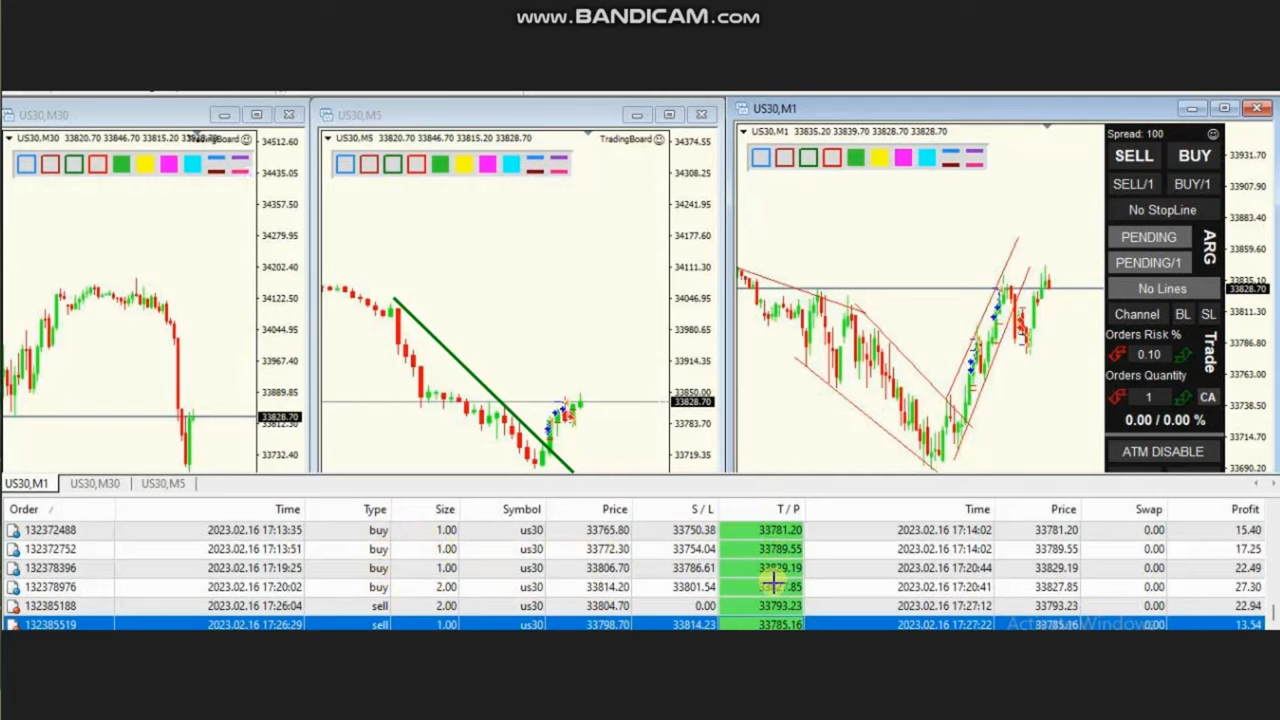 www.BANDICAM.com
US30,M30
US30,M5
US30,M1
US30,M30 33820.70 33846.70 33815.20 33828.70
34512.60
34435.05
34357.50
34279.95
34202.40
34122.50
34044.95
33967.40
33889.85
33828.70
33812.30
33732.40
US30,M5 33820.70 33846.70 33815.20 33828.70
TradingBoard
34374.55
34308.25
34241.95
34177.60
34111.30
34046.95
33980.65
33914.35
33850.00
33828.70
33783.70
33719.35
US30,M1 33835.20 33839.70 33828.70 33828.70
Spread: 100
SELL BUY
SELL/1 BUY/1
No StopLine
PENDING
PENDING/1
ARG
No Lines
Channel BL SL
Orders Risk %
0.10
Trade
Orders Quantity
1 CA
0.00 / 0.00 %
ATM DISABLE
33931.70
33907.90
33883.40
33859.60
33835.10
33828.70
33811.30
33786.80
33763.00
33738.50
33714.70
33690.20
US30,M1 US30,M30 US30,M5
Order / Time Type Size Symbol Price S / L T / P Time Price Swap Profit
132372488 2023.02.16 17:13:35 buy 1.00 us30 33765.80 33750.38 33781.20 2023.02.16 17:14:02 33781.20 0.00 15.40
132372752 2023.02.16 17:13:51 buy 1.00 us30 33772.30 33754.04 33789.55 2023.02.16 17:14:02 33789.55 0.00 17.25
132378396 2023.02.16 17:19:25 buy 1.00 us30 33806.70 33786.61 33829.19 2023.02.16 17:20:44 33829.19 0.00 22.49
132378976 2023.02.16 17:20:02 buy 2.00 us30 33814.20 33801.54 2023.02.16 17:20:41 33827.85 0.00 27.30
132385188 2023.02.16 17:26:04 sell 2.00 us30 33804.70 0.00 33793.23 2023.02.16 17:27:12 33793.23 0.00 22.94
132385519 2023.02.16 17:26:29 sell 1.00 us30 33798.70 33814.23 33785.16 2023.02.16 17:27:22 33785.16 0.00 13.54